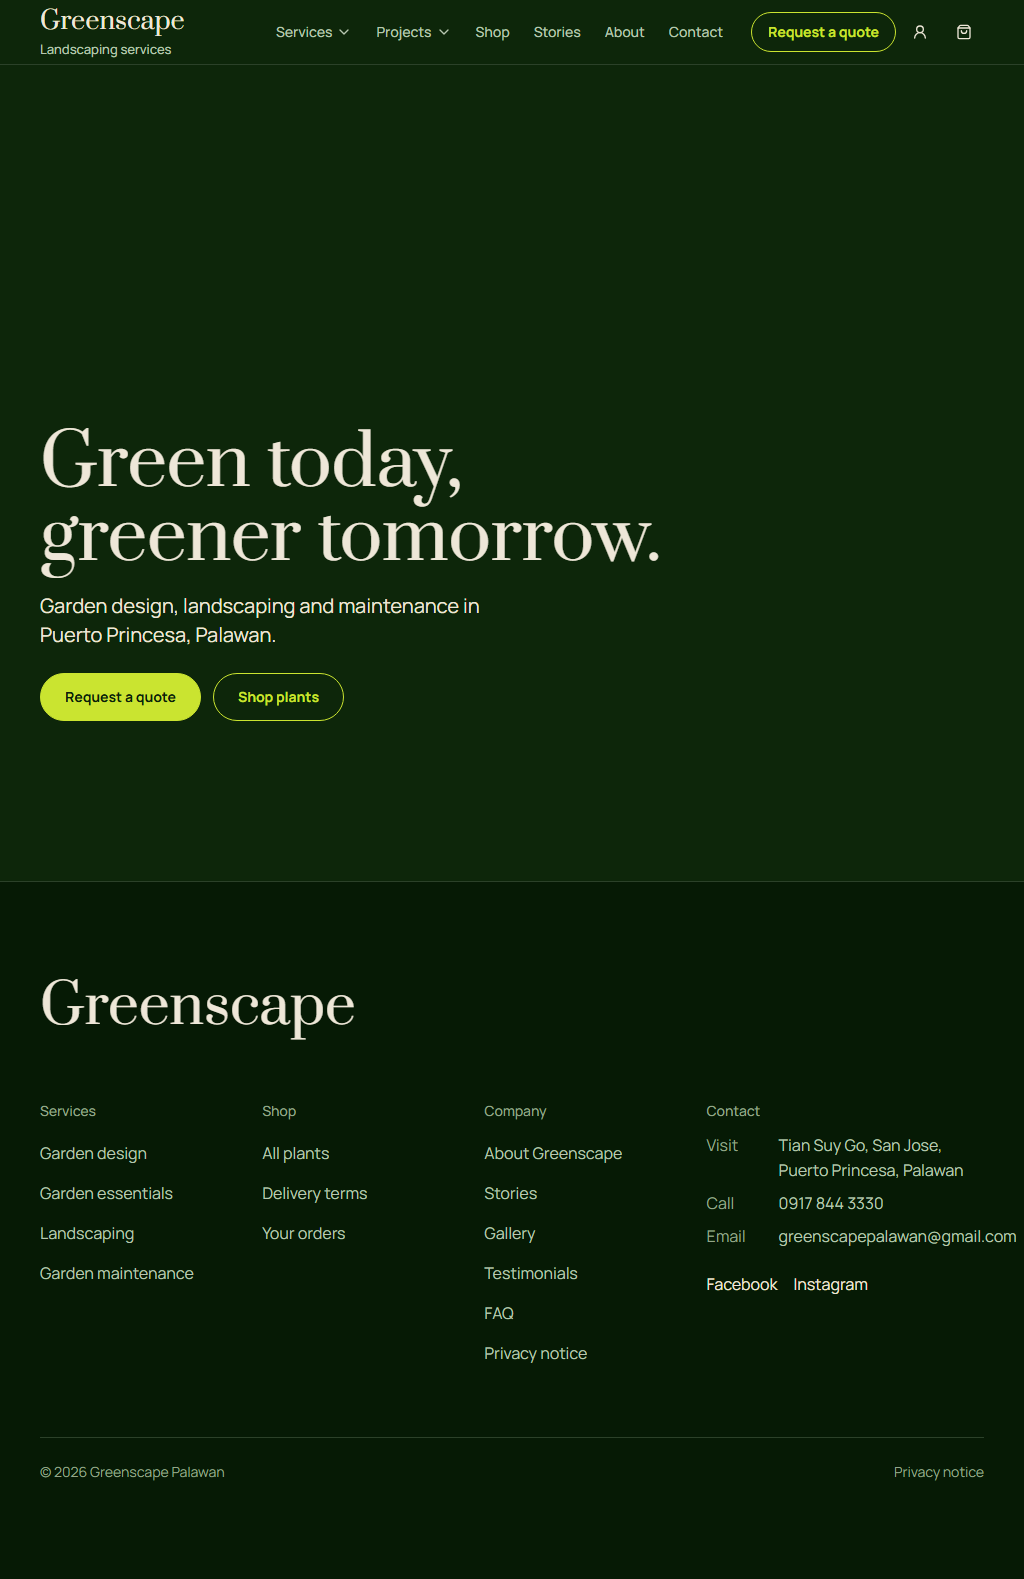 Greenscape
Landscaping services
Services
Projects
Shop
Stories
About
Contact
Request a quote
Green today,
greener tomorrow.
Garden design, landscaping and maintenance in
Puerto Princesa, Palawan.
Request a quote
Shop plants
Greenscape
Services
Garden design
Garden essentials
Landscaping
Garden maintenance
Shop
All plants
Delivery terms
Your orders
Company
About Greenscape
Stories
Gallery
Testimonials
FAQ
Privacy notice
Contact
Visit Tian Suy Go, San Jose,
Puerto Princesa, Palawan
Call 0917 844 3330
Email greenscapepalawan@gmail.com
Facebook Instagram
© 2026 Greenscape Palawan
Privacy notice